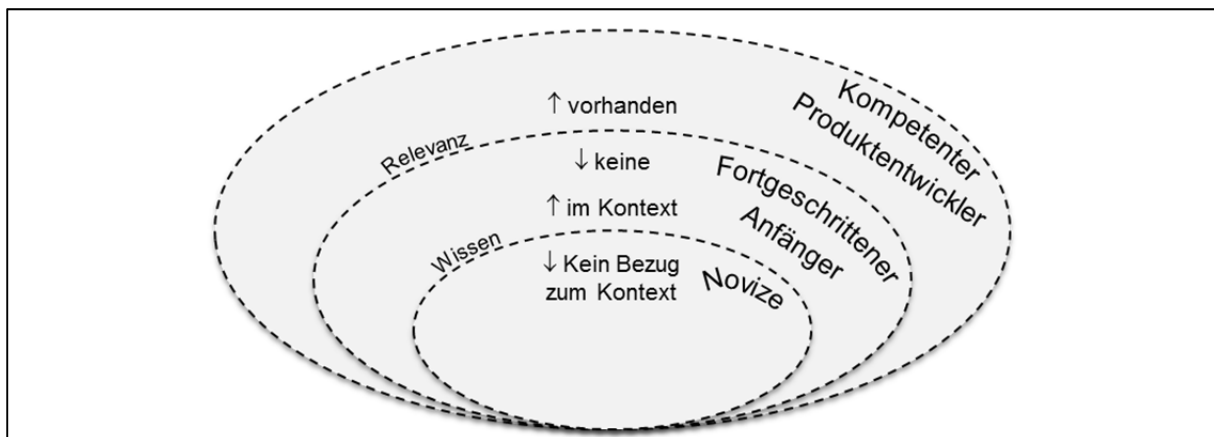 ↑ vorhanden
Kompetenter
Produktentwickler
Relevanz
↓ keine
Fortgeschrittener
Anfänger
↑ im Kontext
Wissen
↓ Kein Bezug
zum Kontext
Novize